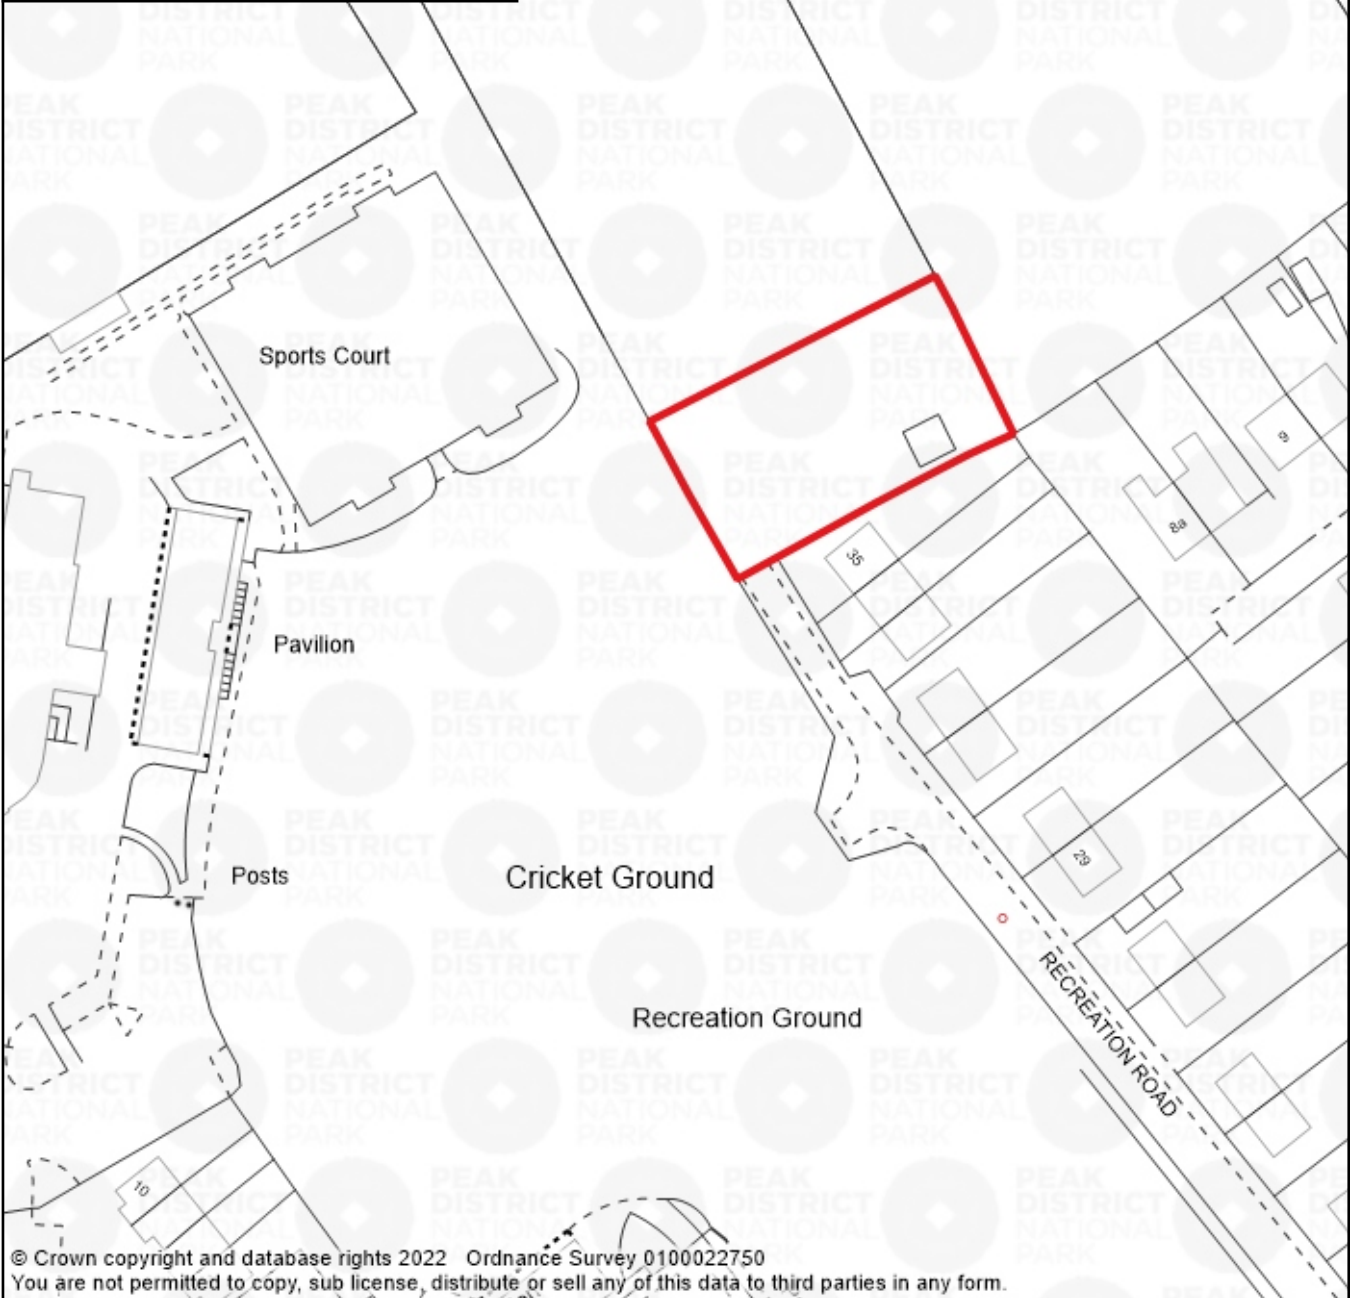 PEAK
DISTRICT
NATIONAL
PARK
Sports Court
9
8a
35
Pavilion
29
Posts
Cricket Ground
RECREATION ROAD
Recreation Ground
10
© Crown copyright and database rights 2022 Ordnance Survey 0100022750
You are not permitted to copy, sub license, distribute or sell any of this data to third parties in any form.